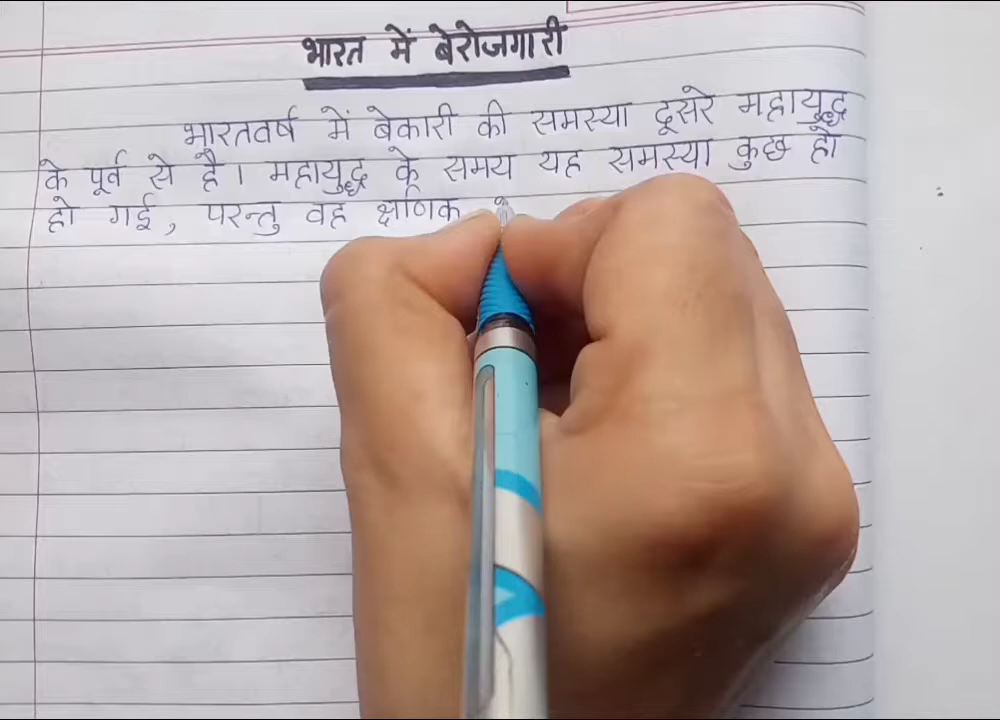 भारत में बेरोजगारी
भारतवर्ष में बेकारी की समस्या दूसरे महायुद्ध
के पूर्व से है। महायुद्ध के समय यह समस्या कुछ हो
हो गई, परन्तु वह क्षणिक